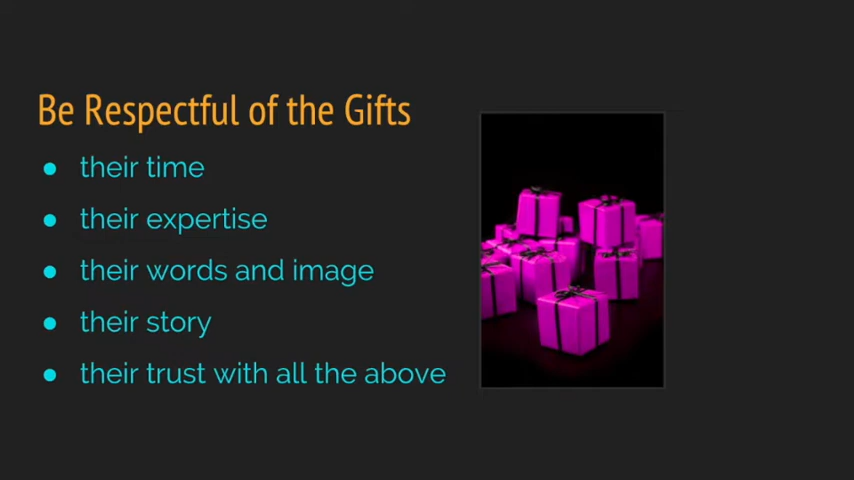 Be Respectful of the Gifts
● their time
● their expertise
● their words and image
● their story
● their trust with all the above